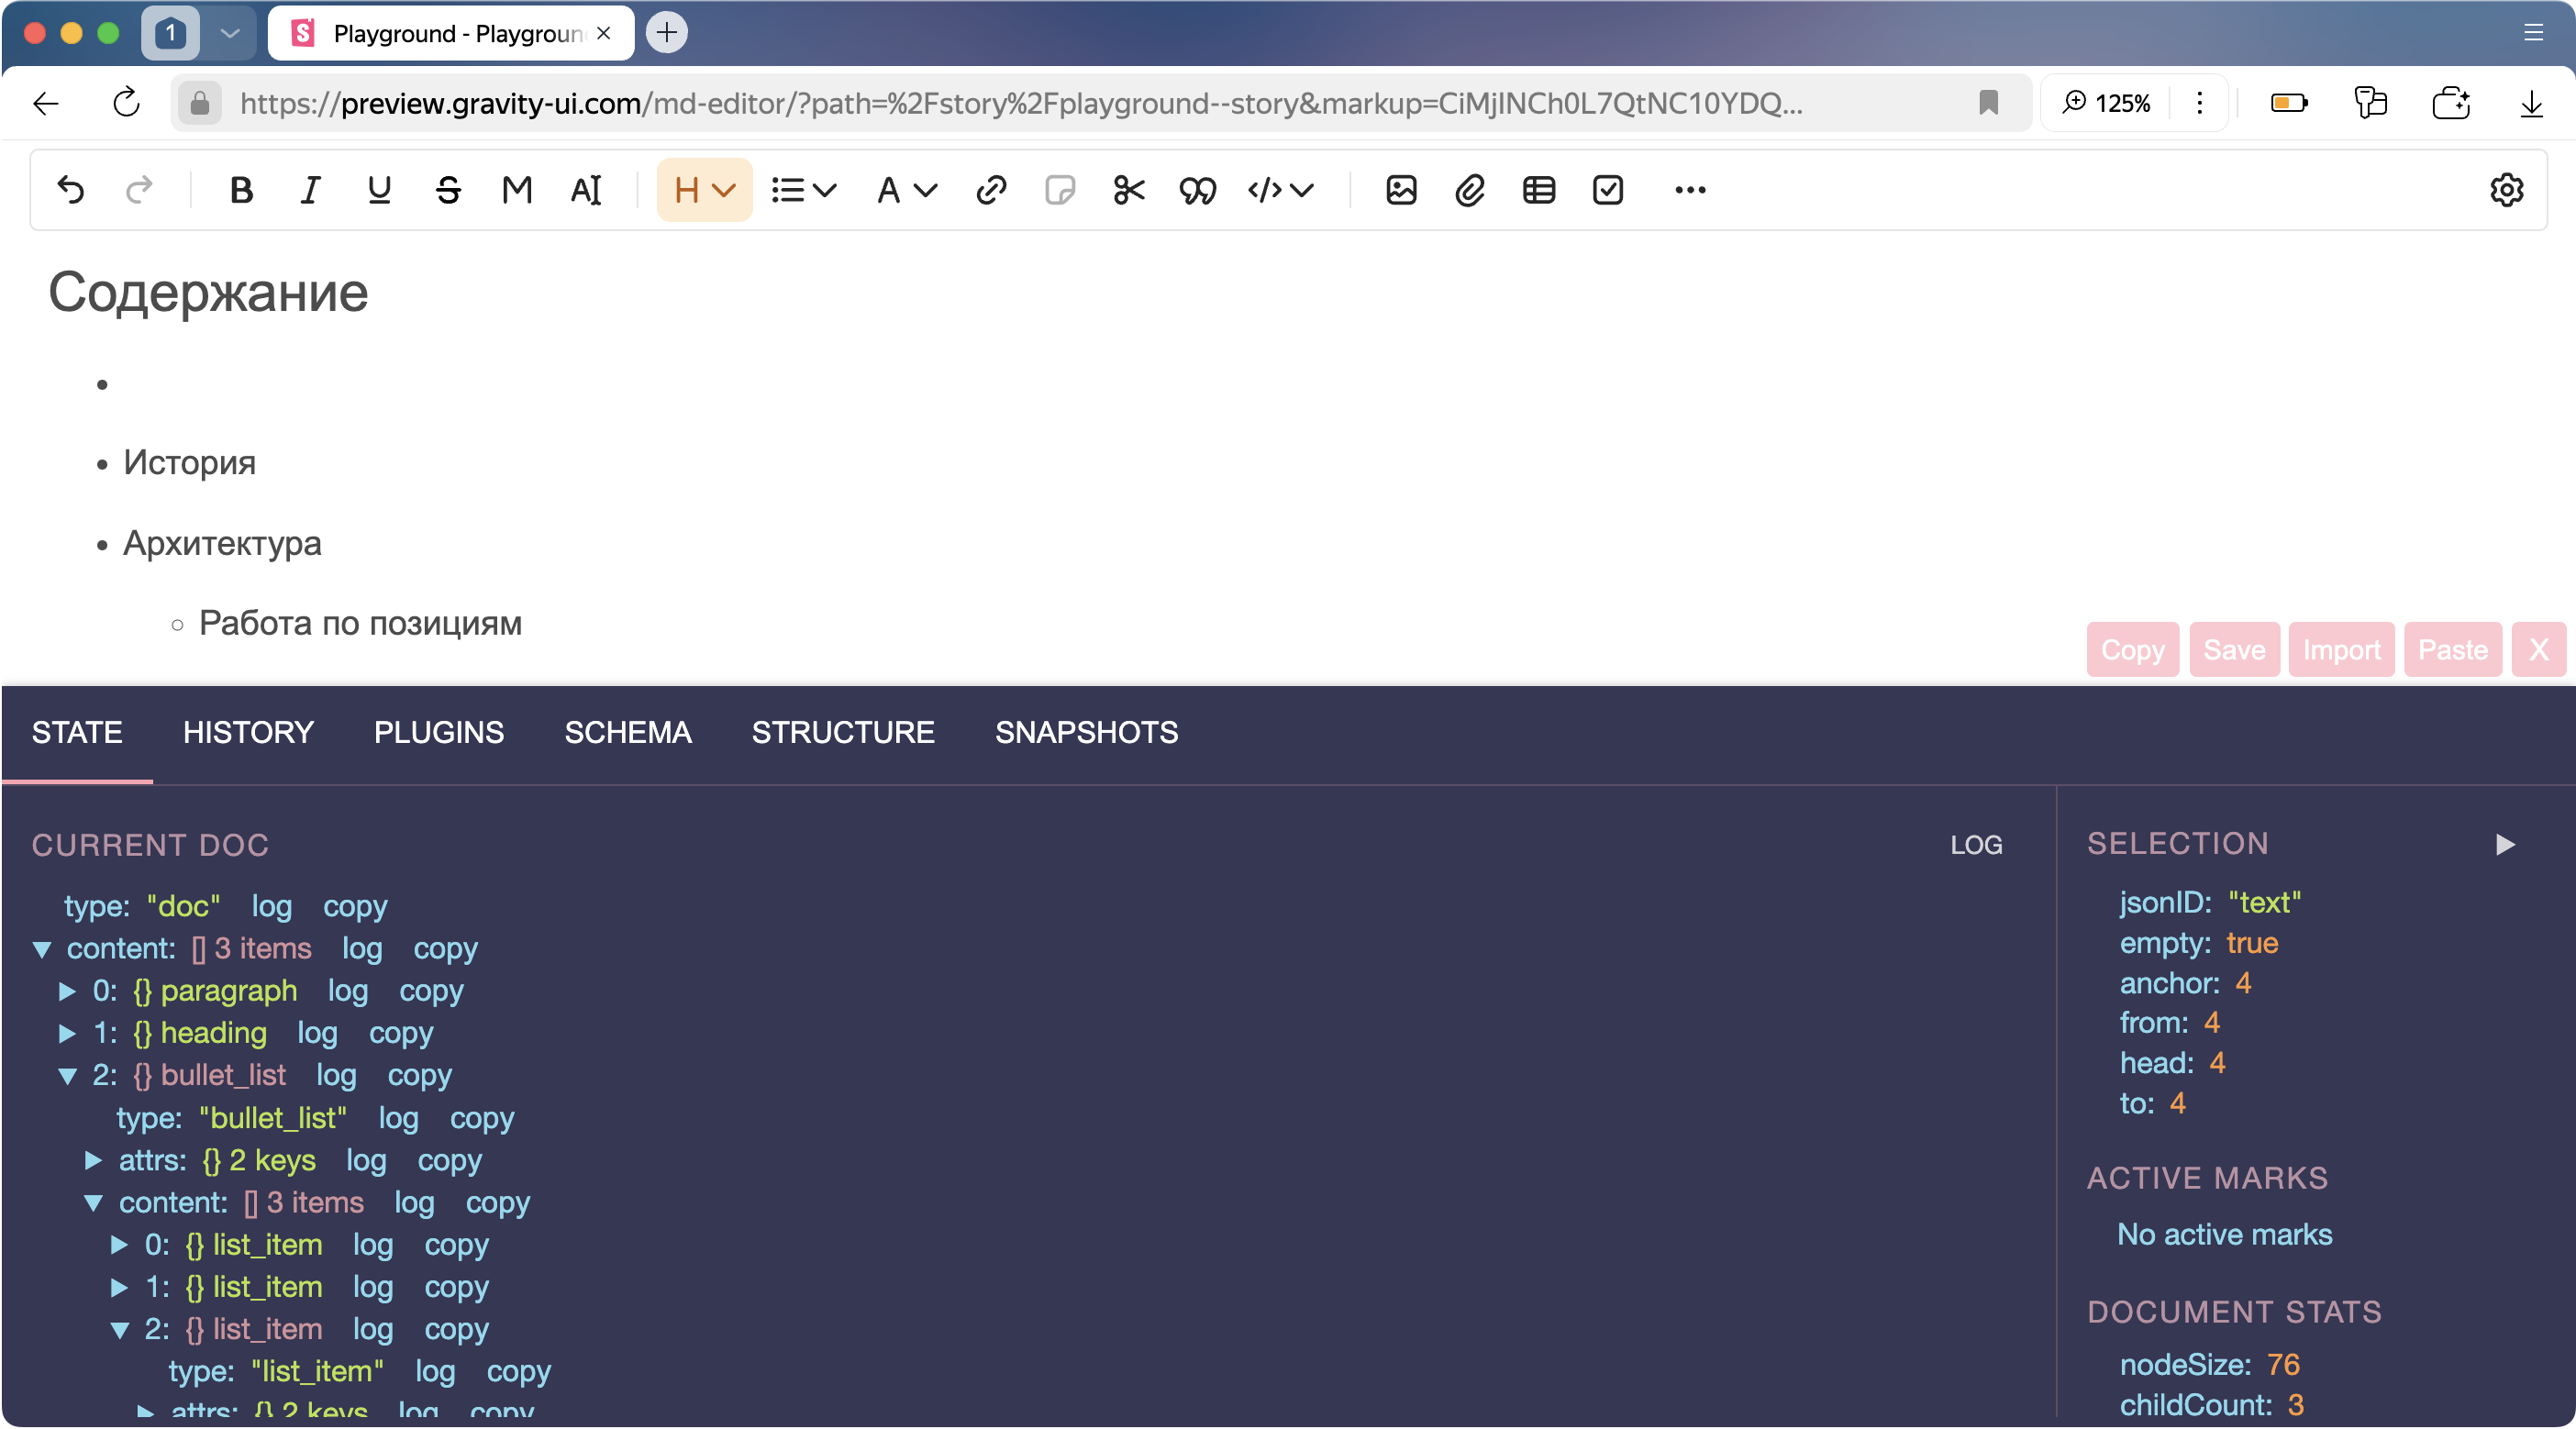 1
Playground - Playgroun
https://preview.gravity-ui.com/md-editor/?path=%2Fstory%2Fplayground--story&markup=CiMjINCh0L7QtNC10YDQ...
125%
B I U S M A H A
Содержание
История
Архитектура
Работа по позициям
Copy Save Import Paste X
STATE HISTORY PLUGINS SCHEMA STRUCTURE SNAPSHOTS
CURRENT DOC LOG
type: "doc" log copy
content: [] 3 items log copy
0: {} paragraph log copy
1: {} heading log copy
2: {} bullet_list log copy
type: "bullet_list" log copy
attrs: {} 2 keys log copy
content: [] 3 items log copy
0: {} list_item log copy
1: {} list_item log copy
2: {} list_item log copy
type: "list_item" log copy
attrs: {} 2 keys log copy
SELECTION
jsonID: "text"
empty: true
anchor: 4
from: 4
head: 4
to: 4
ACTIVE MARKS
No active marks
DOCUMENT STATS
nodeSize: 76
childCount: 3